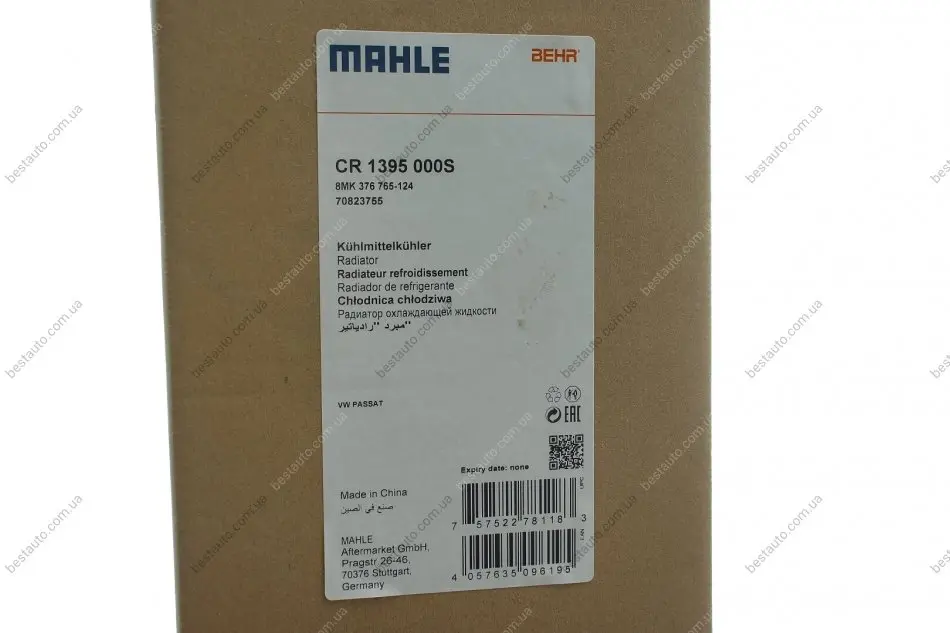 MAHLE
BEHR
CR 1395 000S
8MK 376 765-124
70823755
Kühlmittelkühler
Radiator
Radiateur refroidissement
Radiador de refrigerante
Chłodnica chłodziwa
Радиатор охлаждающей жидкости
مبرد "رادياتير"
VW PASSAT
EAC
Expiry date: none
Made in China
صنع في الصين
UPC
7 57522 78118 3
MAHLE
Aftermarket GmbH,
Pragstr 26-46,
70376 Stuttgart,
Germany
EAN
4 057635 096195
bestauto.com.ua